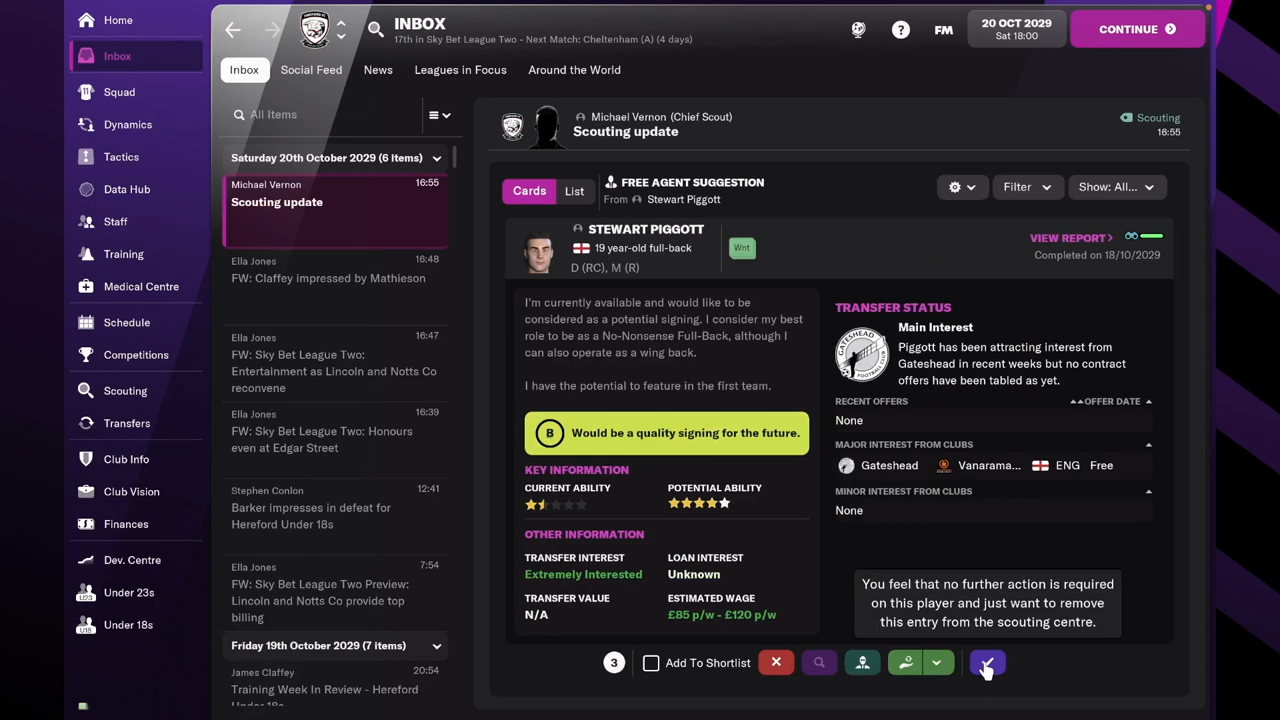 Home
Inbox
Squad
Dynamics
Tactics
Data Hub
Staff
Training
Medical Centre
Schedule
Competitions
Scouting
Transfers
Club Info
Club Vision
Finances
Dev. Centre
Under 23s
Under 18s
INBOX
17th in Sky Bet League Two - Next Match: Cheltenham (A) (4 days)
?
FM
20 OCT 2029
Sat 18:00
CONTINUE
Inbox
Social Feed
News
Leagues in Focus
Around the World
All Items
Saturday 20th October 2029 (6 items)
Michael Vernon 16:55
Scouting update
Ella Jones 16:48
FW: Claffey impressed by Mathieson
Ella Jones 16:47
FW: Sky Bet League Two:
Entertainment as Lincoln and Notts Co
reconvene
Ella Jones 16:39
FW: Sky Bet League Two: Honours
even at Edgar Street
Stephen Conlon 12:41
Barker impresses in defeat for
Hereford Under 18s
Ella Jones 7:54
FW: Sky Bet League Two Preview:
Lincoln and Notts Co provide top
billing
Friday 19th October 2029 (7 items)
James Claffey 20:54
Training Week In Review - Hereford
Under 18s
Michael Vernon (Chief Scout)
Scouting update
Scouting
16:55
Cards
List
FREE AGENT SUGGESTION
From Stewart Piggott
Filter
Show: All...
STEWART PIGGOTT
19 year-old full-back
D (RC), M (R)
Wnt
VIEW REPORT >
Completed on 18/10/2029
I'm currently available and would like to be
considered as a potential signing. I consider my best
role to be as a No-Nonsense Full-Back, although I
can also operate as a wing back.
I have the potential to feature in the first team.
B Would be a quality signing for the future.
KEY INFORMATION
CURRENT ABILITY
POTENTIAL ABILITY
OTHER INFORMATION
TRANSFER INTEREST
LOAN INTEREST
Extremely Interested
Unknown
TRANSFER VALUE
ESTIMATED WAGE
N/A
£85 p/w - £120 p/w
TRANSFER STATUS
Main Interest
Piggott has been attracting interest from
Gateshead in recent weeks but no contract
offers have been tabled as yet.
RECENT OFFERS
OFFER DATE
None
MAJOR INTEREST FROM CLUBS
Gateshead Vanarama... ENG Free
MINOR INTEREST FROM CLUBS
None
You feel that no further action is required
on this player and just want to remove
this entry from the scouting centre.
3 Add To Shortlist